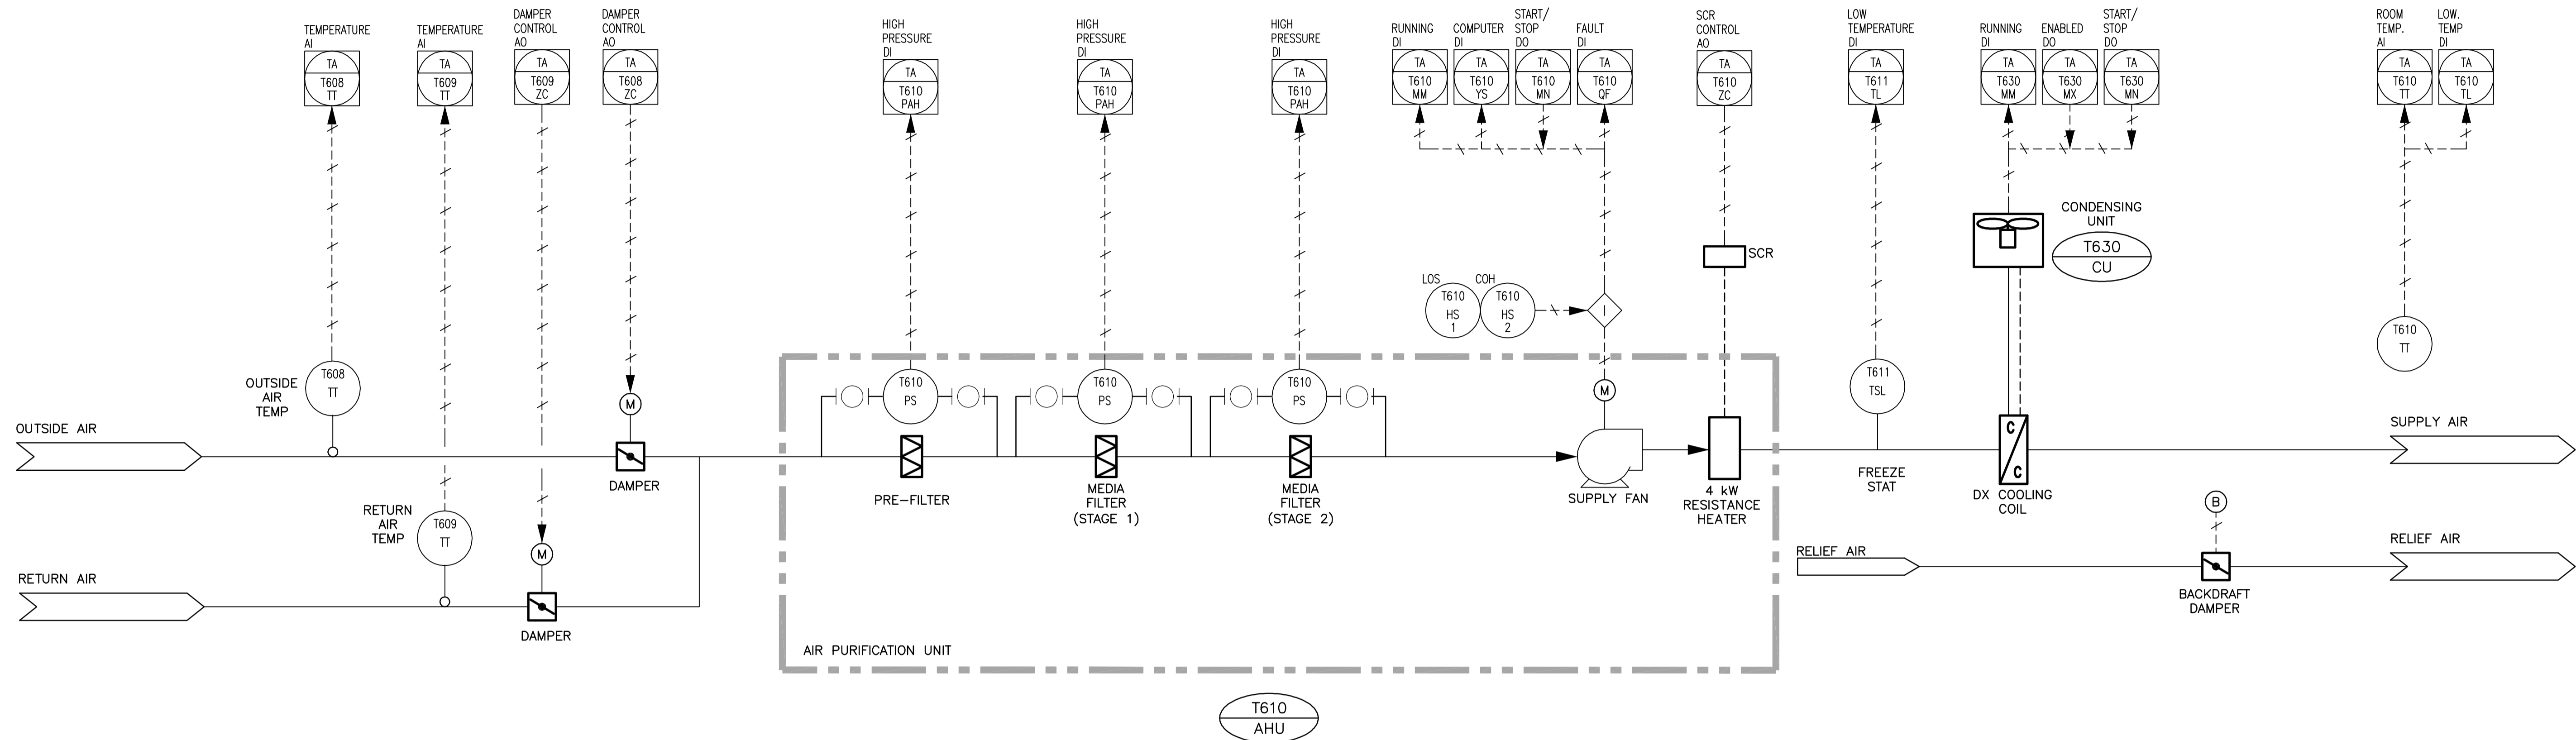 TEMPERATURE
AI
TA
T608
TT
TEMPERATURE
AI
TA
T609
TT
DAMPER
CONTROL
AO
TA
T609
ZC
DAMPER
CONTROL
AO
TA
T608
ZC
HIGH
PRESSURE
DI
TA
T610
PAH
HIGH
PRESSURE
DI
TA
T610
PAH
HIGH
PRESSURE
DI
TA
T610
PAH
RUNNING
DI
TA
T610
MM
COMPUTER
DI
TA
T610
YS
START/
STOP
DO
TA
T610
MN
FAULT
DI
TA
T610
QF
SCR
CONTROL
AO
TA
T610
ZC
LOW
TEMPERATURE
DI
TA
T611
TL
RUNNING
DI
TA
T630
MM
ENABLED
DO
TA
T630
MX
START/
STOP
DO
TA
T630
MN
ROOM
TEMP.
AI
TA
T610
TT
LOW.
TEMP
DI
TA
T610
TL
CONDENSING
UNIT
T630
CU
SCR
LOS
T610
HS
1
COH
T610
HS
2
I
T610
TT
OUTSIDE
AIR
TEMP
T608
TT
M
T610
PS
T610
PS
T610
PS
M
T611
TSL
OUTSIDE AIR
SUPPLY AIR
C
C
DAMPER
PRE-FILTER
MEDIA
FILTER
(STAGE 1)
MEDIA
FILTER
(STAGE 2)
SUPPLY FAN
4 kW
RESISTANCE
HEATER
FREEZE
STAT
DX COOLING
COIL
RETURN
AIR
TEMP
T609
TT
M
B
RELIEF AIR
RELIEF AIR
RETURN AIR
DAMPER
BACKDRAFT
DAMPER
AIR PURIFICATION UNIT
T610
AHU